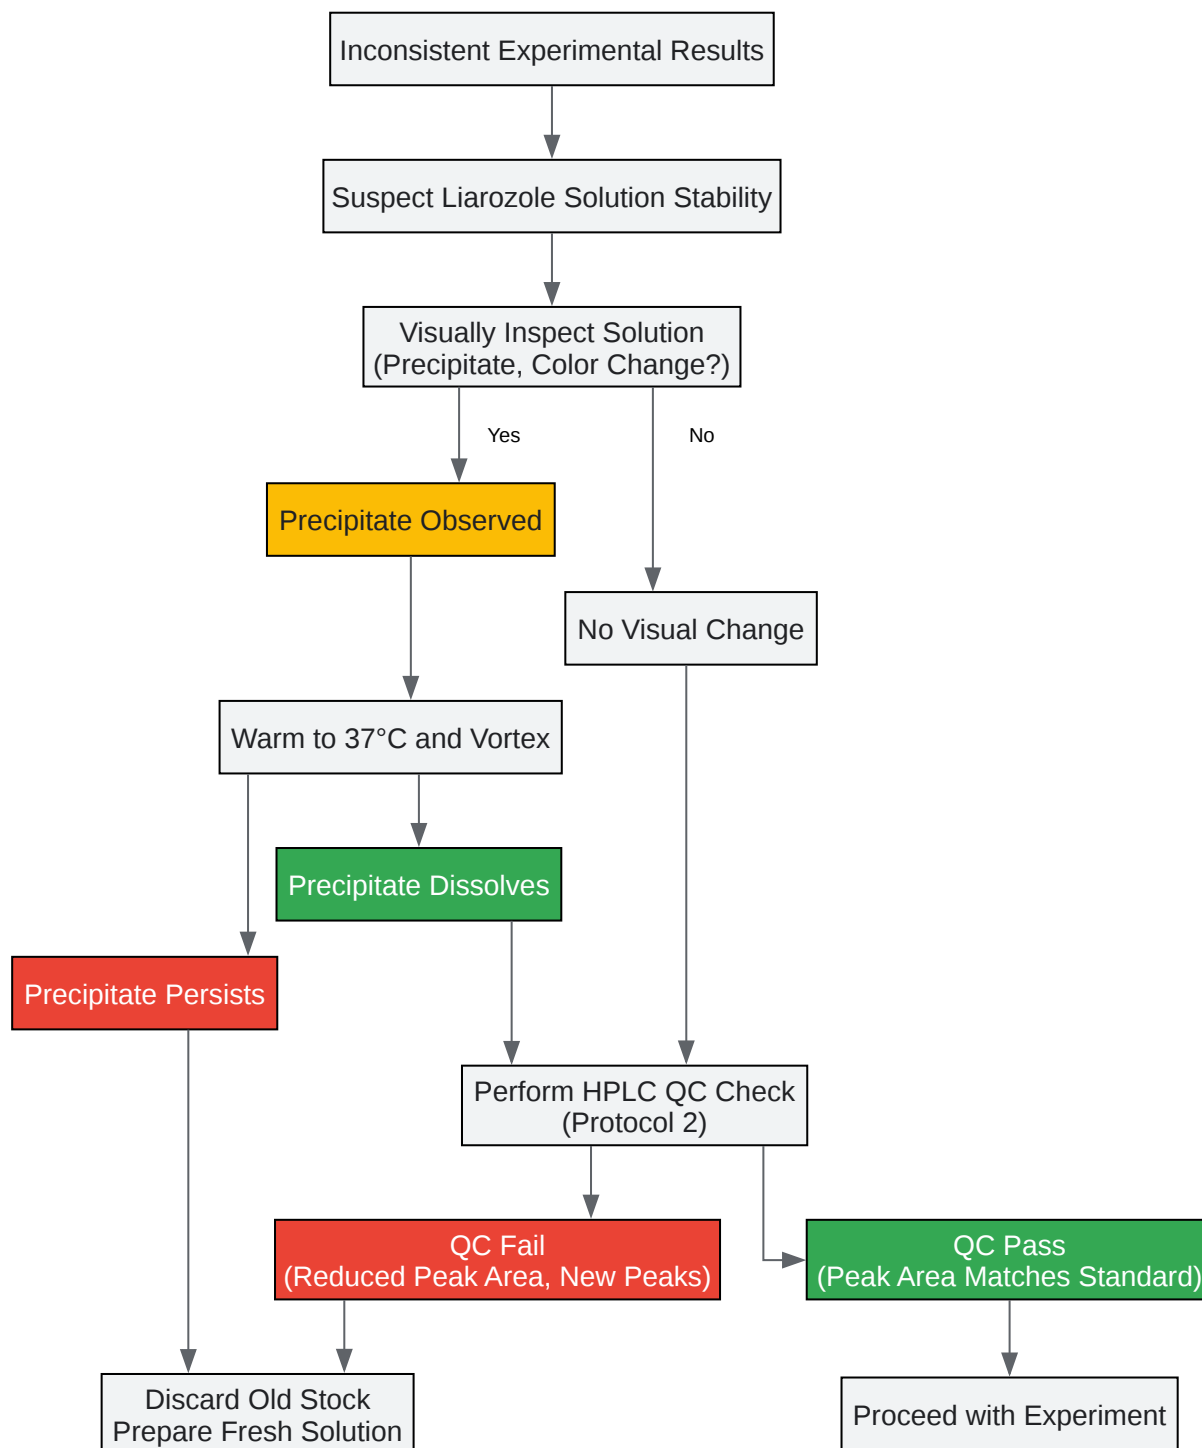 Inconsistent Experimental Results
Suspect Liarozole Solution Stability
Visually Inspect Solution
(Precipitate, Color Change?)
Yes
No
Precipitate Observed
No Visual Change
Warm to 37°C and Vortex
Precipitate Dissolves
Precipitate Persists
Perform HPLC QC Check
(Protocol 2)
QC Fail
(Reduced Peak Area, New Peaks)
QC Pass
(Peak Area Matches Standard)
Discard Old Stock
Prepare Fresh Solution
Proceed with Experiment